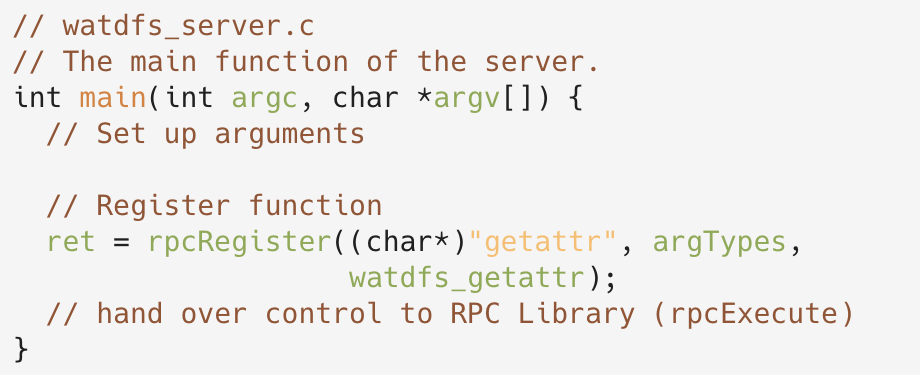 // watdfs_server.c
// The main function of the server.
int main(int argc, char *argv[]) {
  // Set up arguments

  // Register function
  ret = rpcRegister((char*)"getattr", argTypes,
                    watdfs_getattr);
  // hand over control to RPC Library (rpcExecute)
}